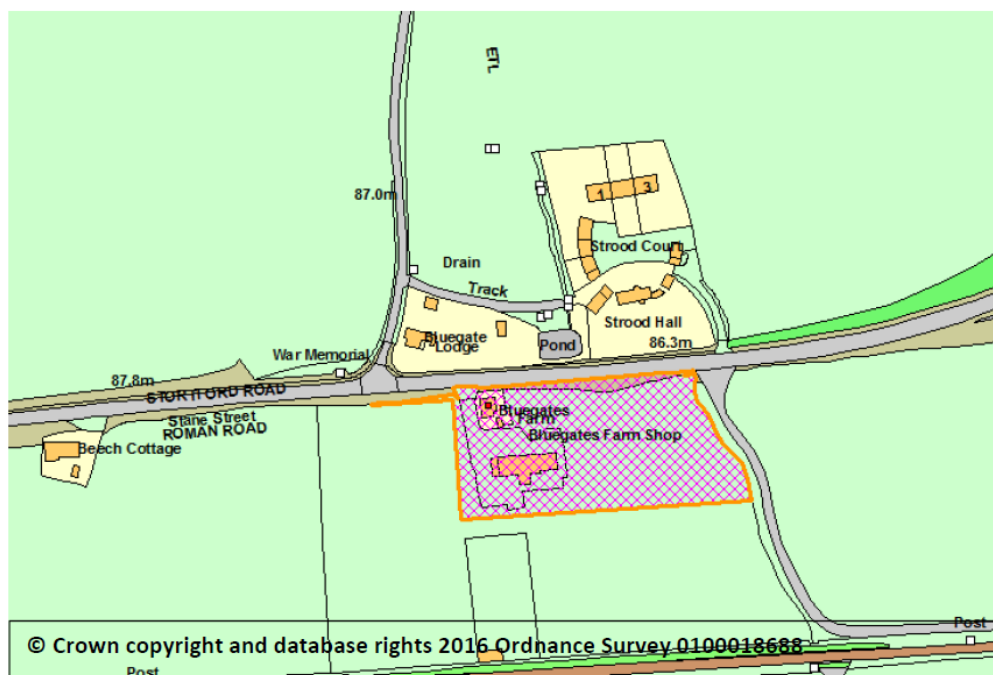 ETL
87.0m
1
3
Strood Court
Drain
Track
Strood Hall
Bluegate
Lodge
Pond
86.3m
War Memorial
87.8m
STORTFORD ROAD
Stane Street
ROMAN ROAD
Beech Cottage
Bluegates
Farm
Bluegates Farm Shop
Post
© Crown copyright and database rights 2016 Ordnance Survey 0100018688
Post